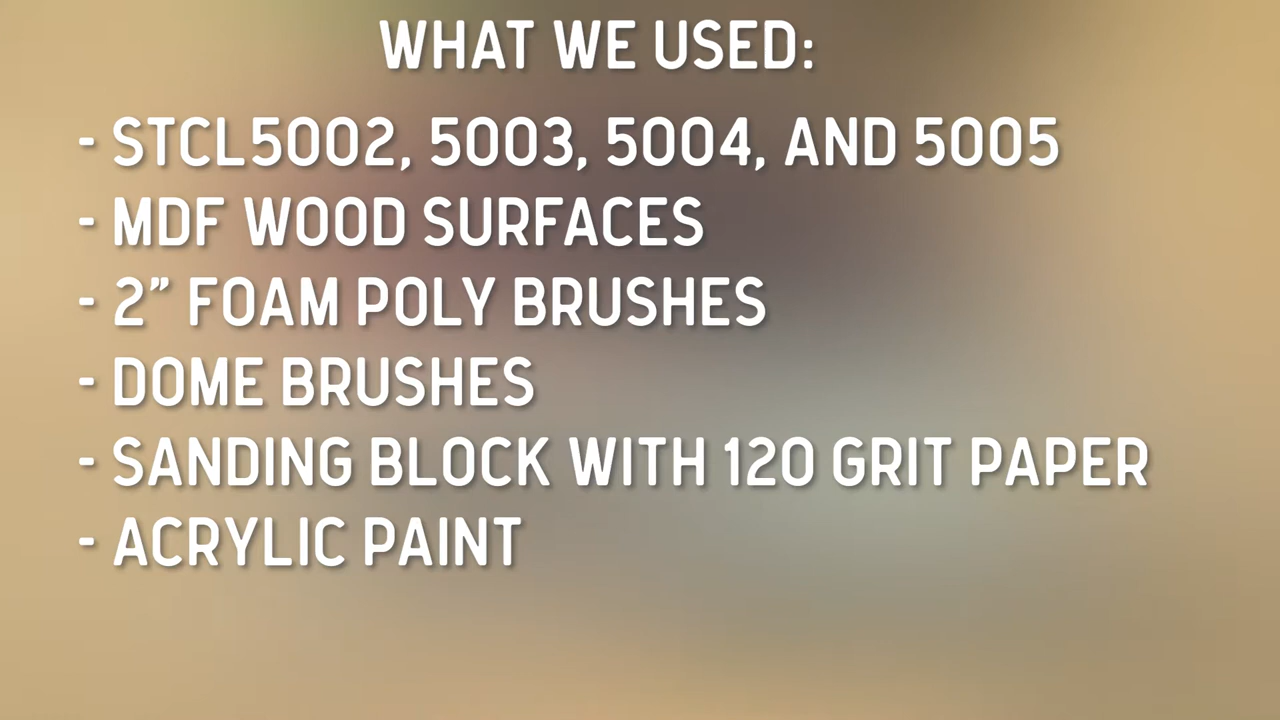 WHAT WE USED:
- STCL5002, 5003, 5004, AND 5005
- MDF WOOD SURFACES
- 2” FOAM POLY BRUSHES
- DOME BRUSHES
- SANDING BLOCK WITH 120 GRIT PAPER
- ACRYLIC PAINT